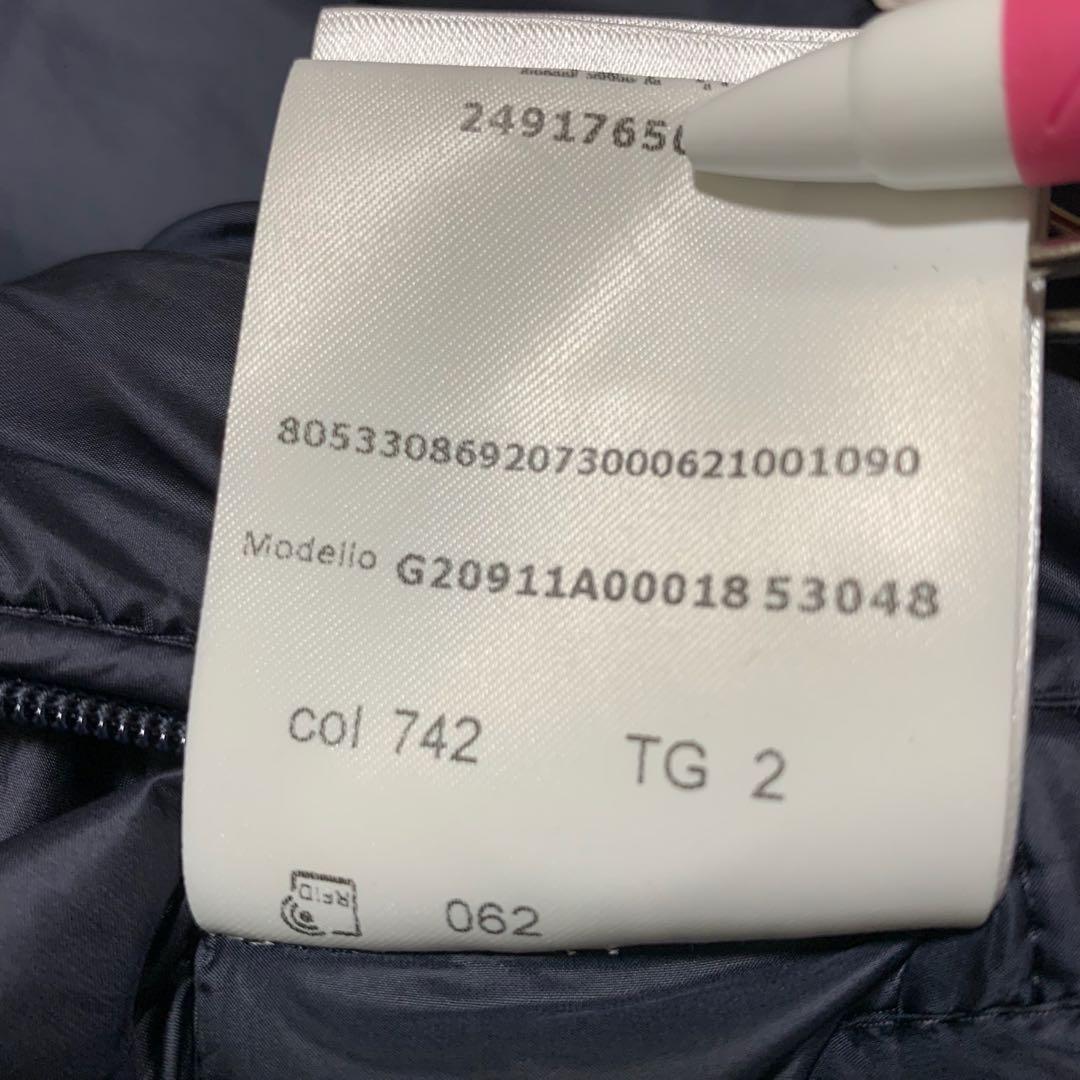 2491765
8053308692073000621001090
Modello G20911A00018 53048
col 742 TG 2
RFID 062